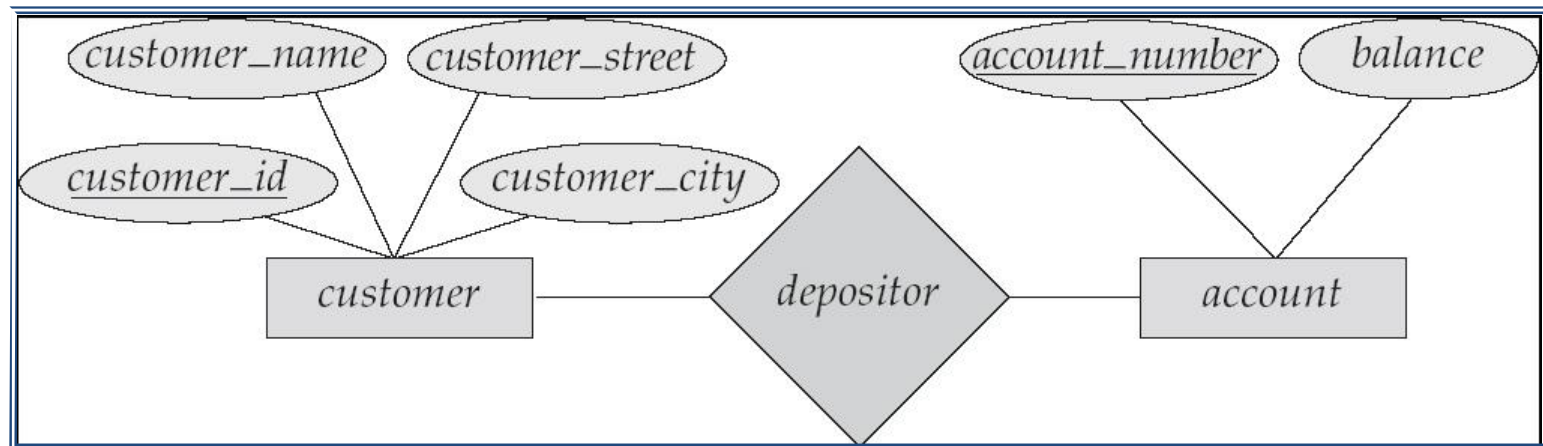 customer_name customer_street account_number balance
customer_id customer_city
customer depositor account